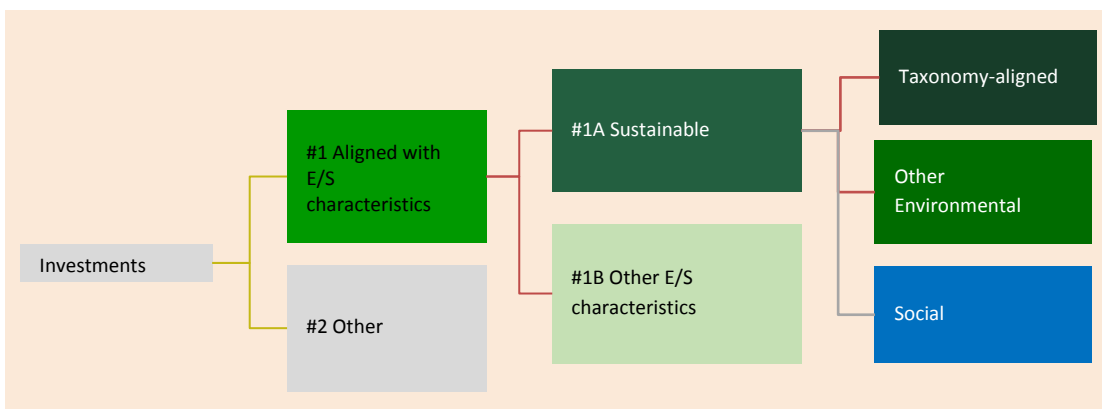 Investments
#1 Aligned with
E/S
characteristics
#2 Other
#1A Sustainable
#1B Other E/S
characteristics
Taxonomy-aligned
Other
Environmental
Social